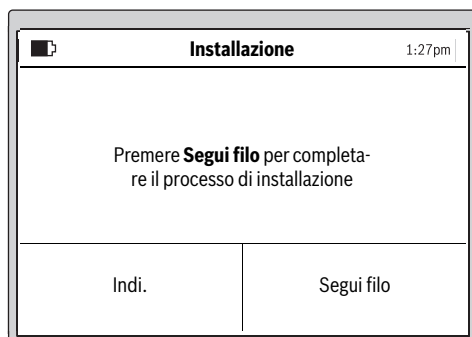 Installazione 1:27pm
Premere Segui filo per completa-
re il processo di installazione
Indi. Segui filo